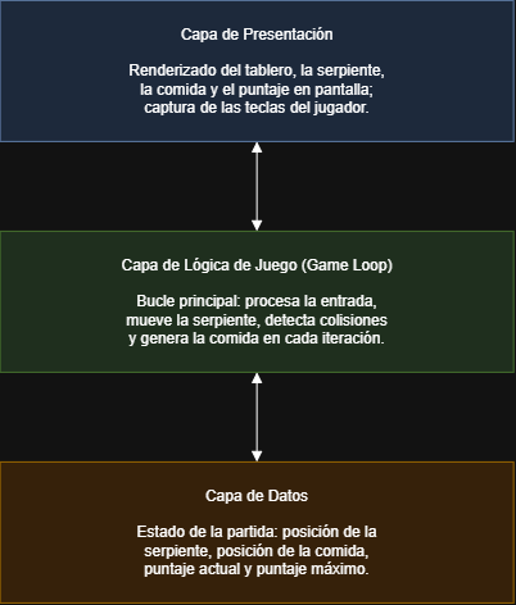 Capa de Presentación
Renderizado del tablero, la serpiente,
la comida y el puntaje en pantalla;
captura de las teclas del jugador.
Capa de Lógica de Juego (Game Loop)
Bucle principal: procesa la entrada,
mueve la serpiente, detecta colisiones
y genera la comida en cada iteración.
Capa de Datos
Estado de la partida: posición de la
serpiente, posición de la comida,
puntaje actual y puntaje máximo.